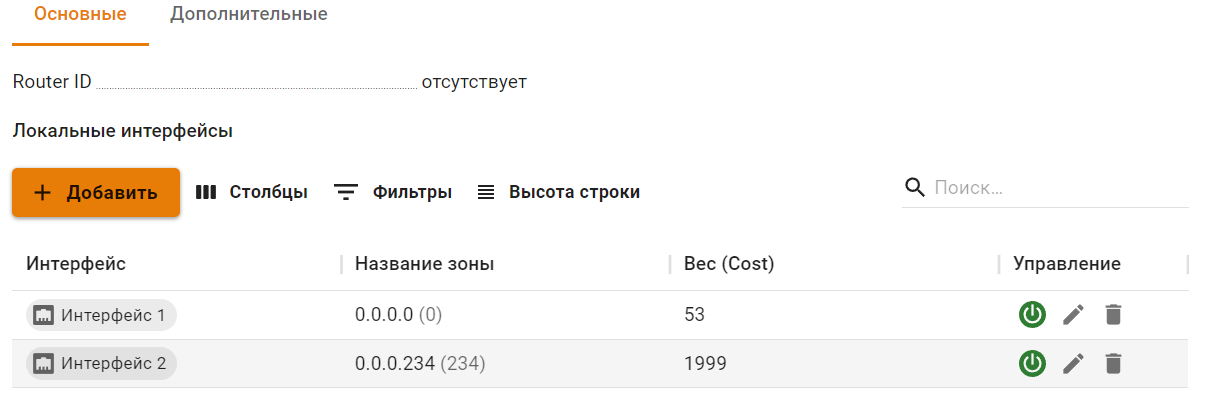 Основные Дополнительные
Router ID отсутствует
Локальные интерфейсы
Добавить Столбцы Фильтры Высота строки Поиск...
Интерфейс Название зоны Вес (Cost) Управление
Интерфейс 1 0.0.0.0 (0) 53
Интерфейс 2 0.0.0.234 (234) 1999